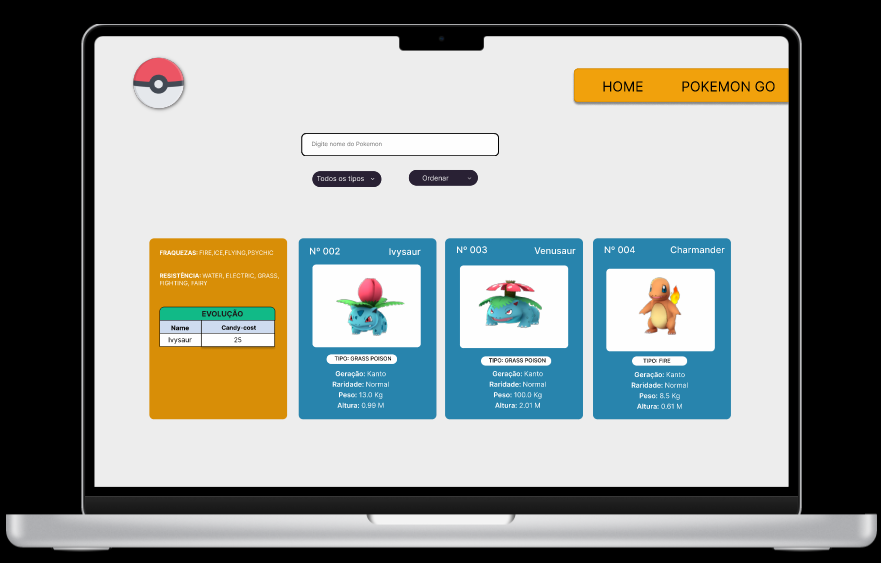 HOME
POKEMON GO
Digite nome do Pokemon
Todos os tipos
Ordenar
FRAQUEZAS: FIRE,ICE,FLYING,PSYCHIC
RESISTÊNCIA: WATER, ELECTRIC, GRASS,
FIGHTING, FAIRY
EVOLUÇÃO
Name
Candy-cost
Ivysaur
25
Nº 002
Ivysaur
TIPO: GRASS POISON
Geração: Kanto
Raridade: Normal
Peso: 13.0 Kg
Altura: 0.99 M
Nº 003
Venusaur
TIPO: GRASS POISON
Geração: Kanto
Raridade: Normal
Peso: 100.0 Kg
Altura: 2.01 M
Nº 004
Charmander
TIPO: FIRE
Geração: Kanto
Raridade: Normal
Peso: 8.5 Kg
Altura: 0.61 M